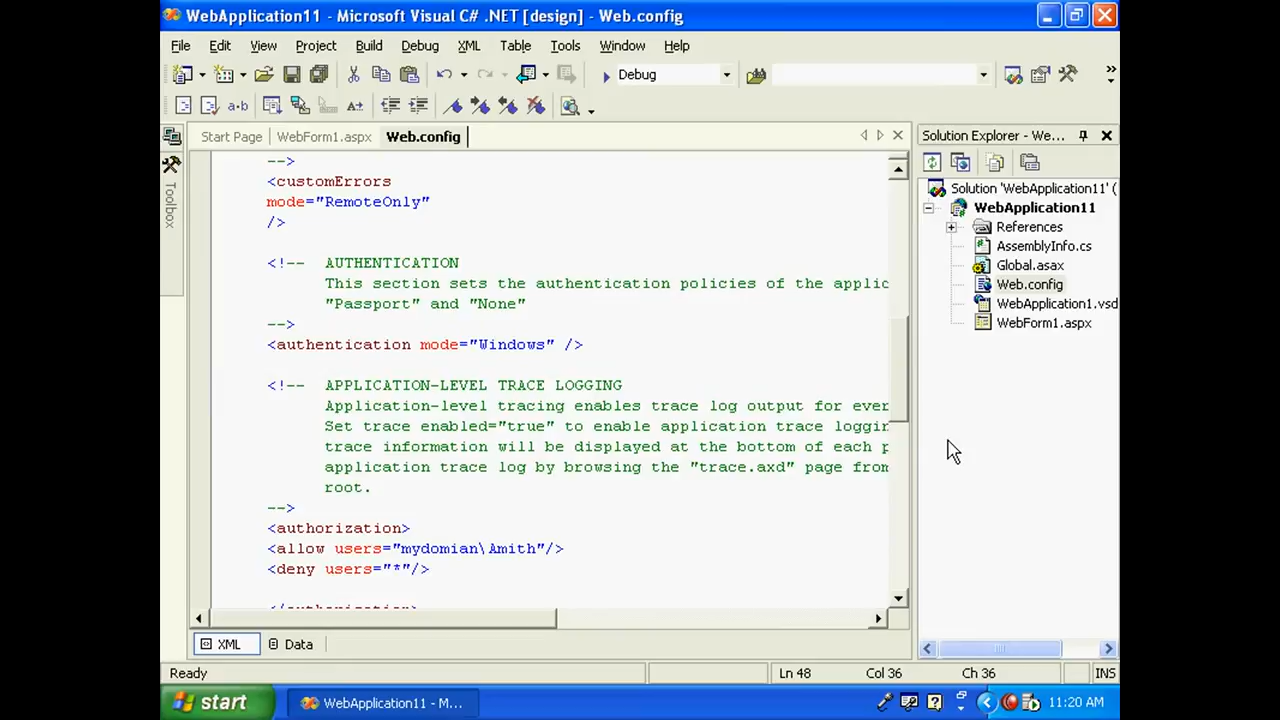 WebApplication11 - Microsoft Visual C# .NET [design] - Web.config
File Edit View Project Build Debug XML Table Tools Window Help
Debug
Start Page WebForm1.aspx Web.config
Toolbox
-->
<customErrors
mode="RemoteOnly"
/>
<!-- AUTHENTICATION
This section sets the authentication policies of the applic
"Passport" and "None"
-->
<authentication mode="Windows" />
<!-- APPLICATION-LEVEL TRACE LOGGING
Application-level tracing enables trace log output for ever
Set trace enabled="true" to enable application trace loggin
trace information will be displayed at the bottom of each p
application trace log by browsing the "trace.axd" page from
root.
-->
<authorization>
<allow users="mydomian\Amith"/>
<deny users="*"/>
</authorization>
XML Data
Solution Explorer - We...
Solution 'WebApplication11' (
WebApplication11
References
AssemblyInfo.cs
Global.asax
Web.config
WebApplication1.vsd
WebForm1.aspx
Ready Ln 48 Col 36 Ch 36 INS
start WebApplication11 - M... 11:20 AM